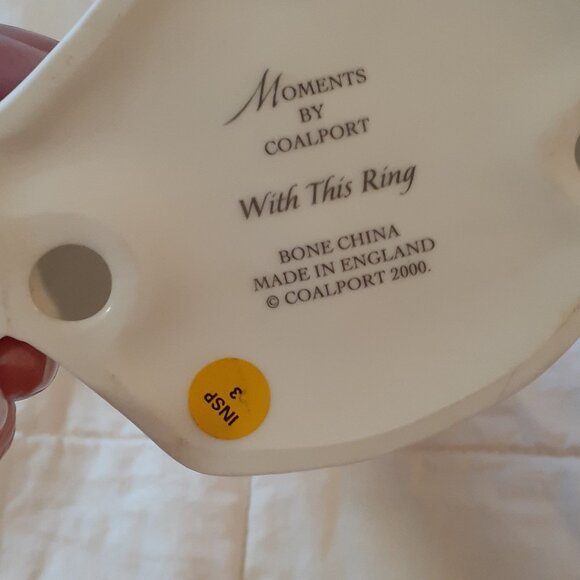 MOMENTS
BY
COALPORT
With This Ring
BONE CHINA
MADE IN ENGLAND
© COALPORT 2000.
INSP
3